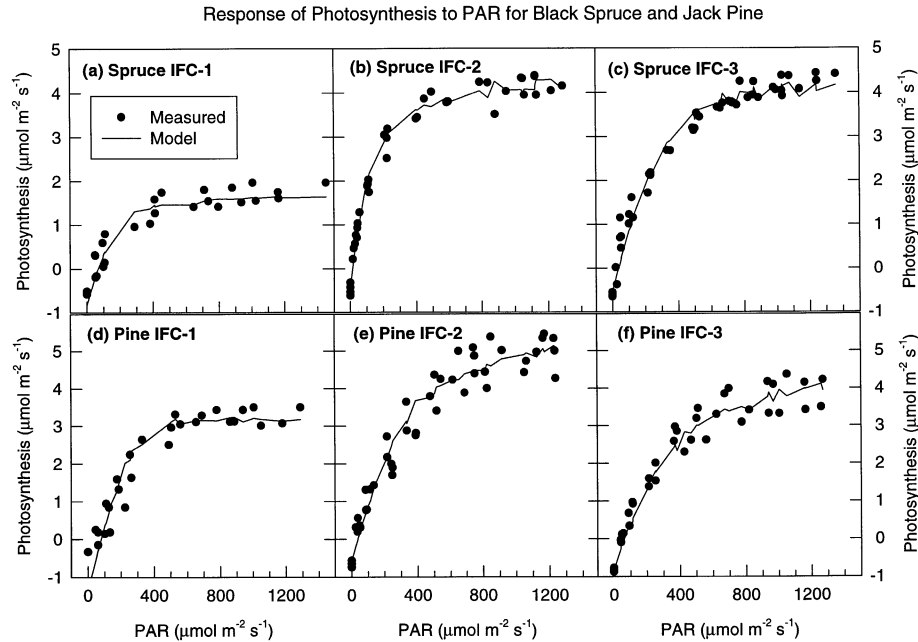 Response of Photosynthesis to PAR for Black Spruce and Jack Pine
(a) Spruce IFC-1
Measured
Model
(b) Spruce IFC-2
(c) Spruce IFC-3
Photosynthesis (μmol m⁻² s⁻¹)
5
4
3
2
1
0
-1
5
4
3
2
1
0
-1
Photosynthesis (μmol m⁻² s⁻¹)
(d) Pine IFC-1
(e) Pine IFC-2
(f) Pine IFC-3
Photosynthesis (μmol m⁻² s⁻¹)
5
4
3
2
1
0
-1
5
4
3
2
1
0
-1
Photosynthesis (μmol m⁻² s⁻¹)
0 400 800 1200
0 400 800 1200
0 400 800 1200
PAR (μmol m⁻² s⁻¹)
PAR (μmol m⁻² s⁻¹)
PAR (μmol m⁻² s⁻¹)